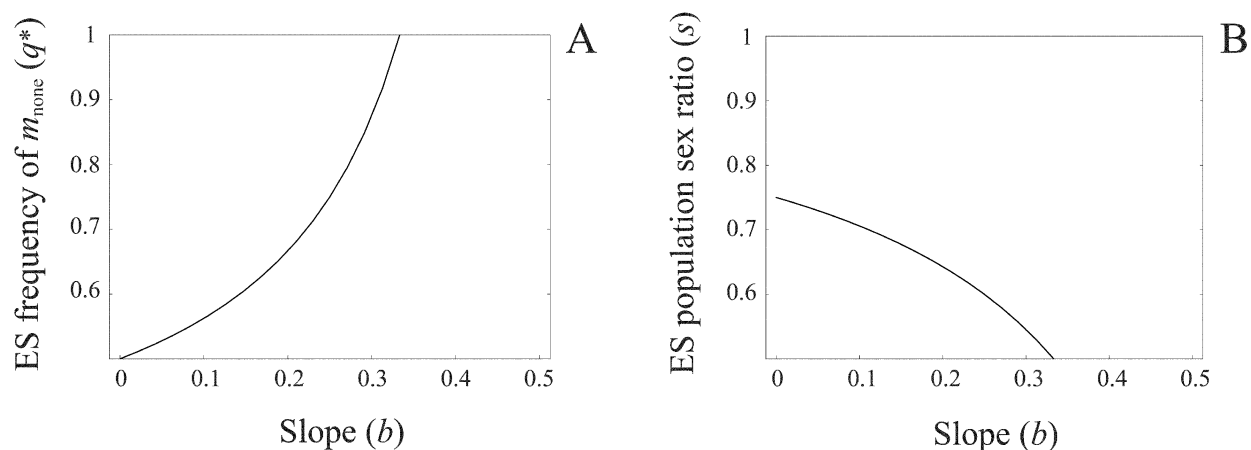 A
ES frequency of m_none (q*)
1
0.9
0.8
0.7
0.6
0 0.1 0.2 0.3 0.4 0.5
Slope (b)
B
ES population sex ratio (s)
1
0.9
0.8
0.7
0.6
0 0.1 0.2 0.3 0.4 0.5
Slope (b)